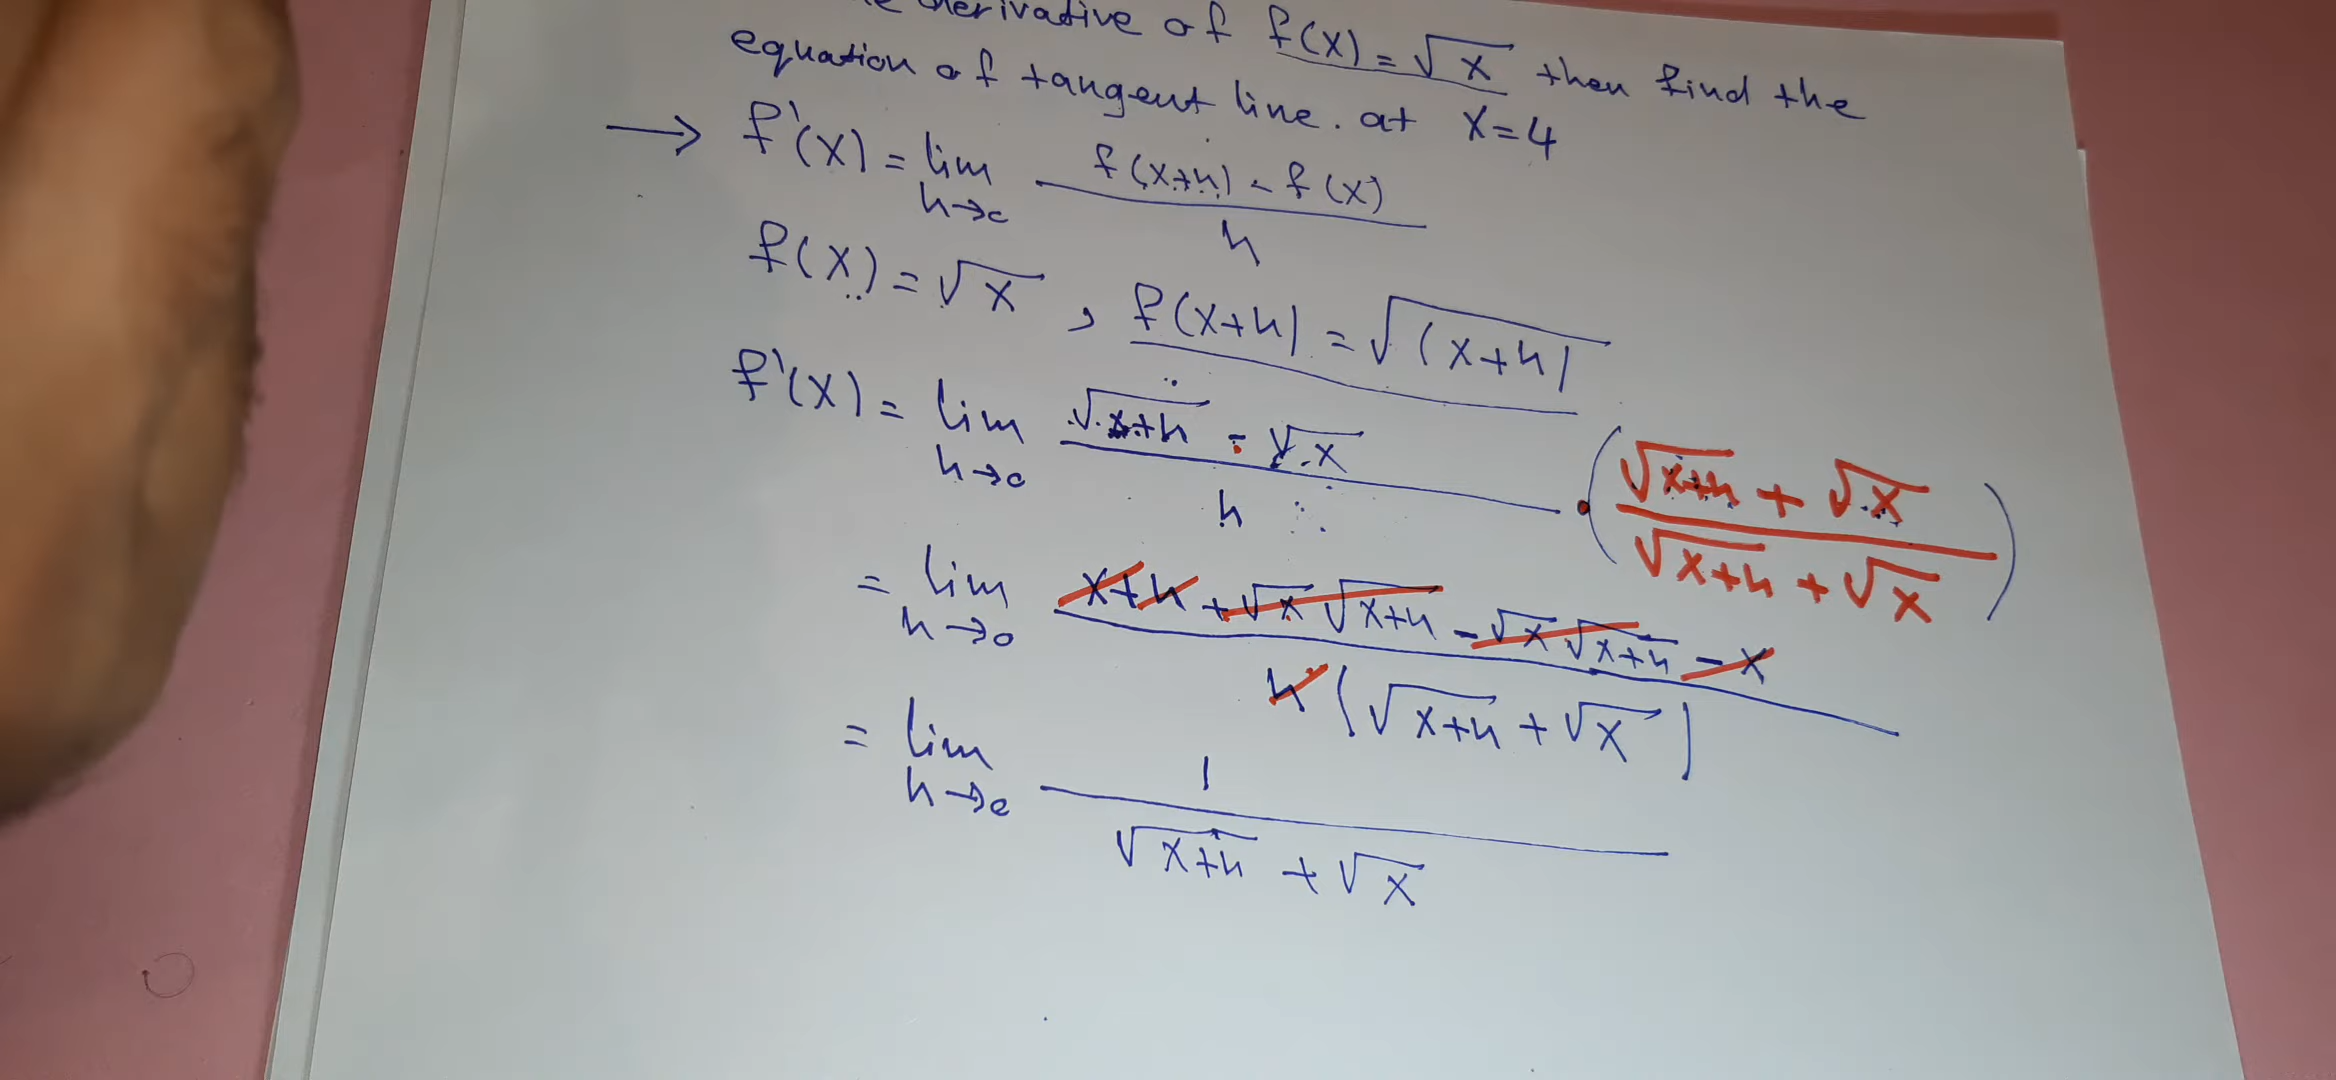 derivative of f(x) = √x then find the
equation of tangent line. at x=4
→ f'(x) = lim h→0 (f(x+h) - f(x)) / h
f(x) = √x , f(x+h) = √(x+h)
f'(x) = lim h→0 (√x+h - √x) / h · ( (√x+h + √x) / (√x+h + √x) )
= lim h→0 (x+h + √x √x+h - √x √x+h - x) / h(√x+h + √x)
= lim h→0 1 / (√x+h + √x)